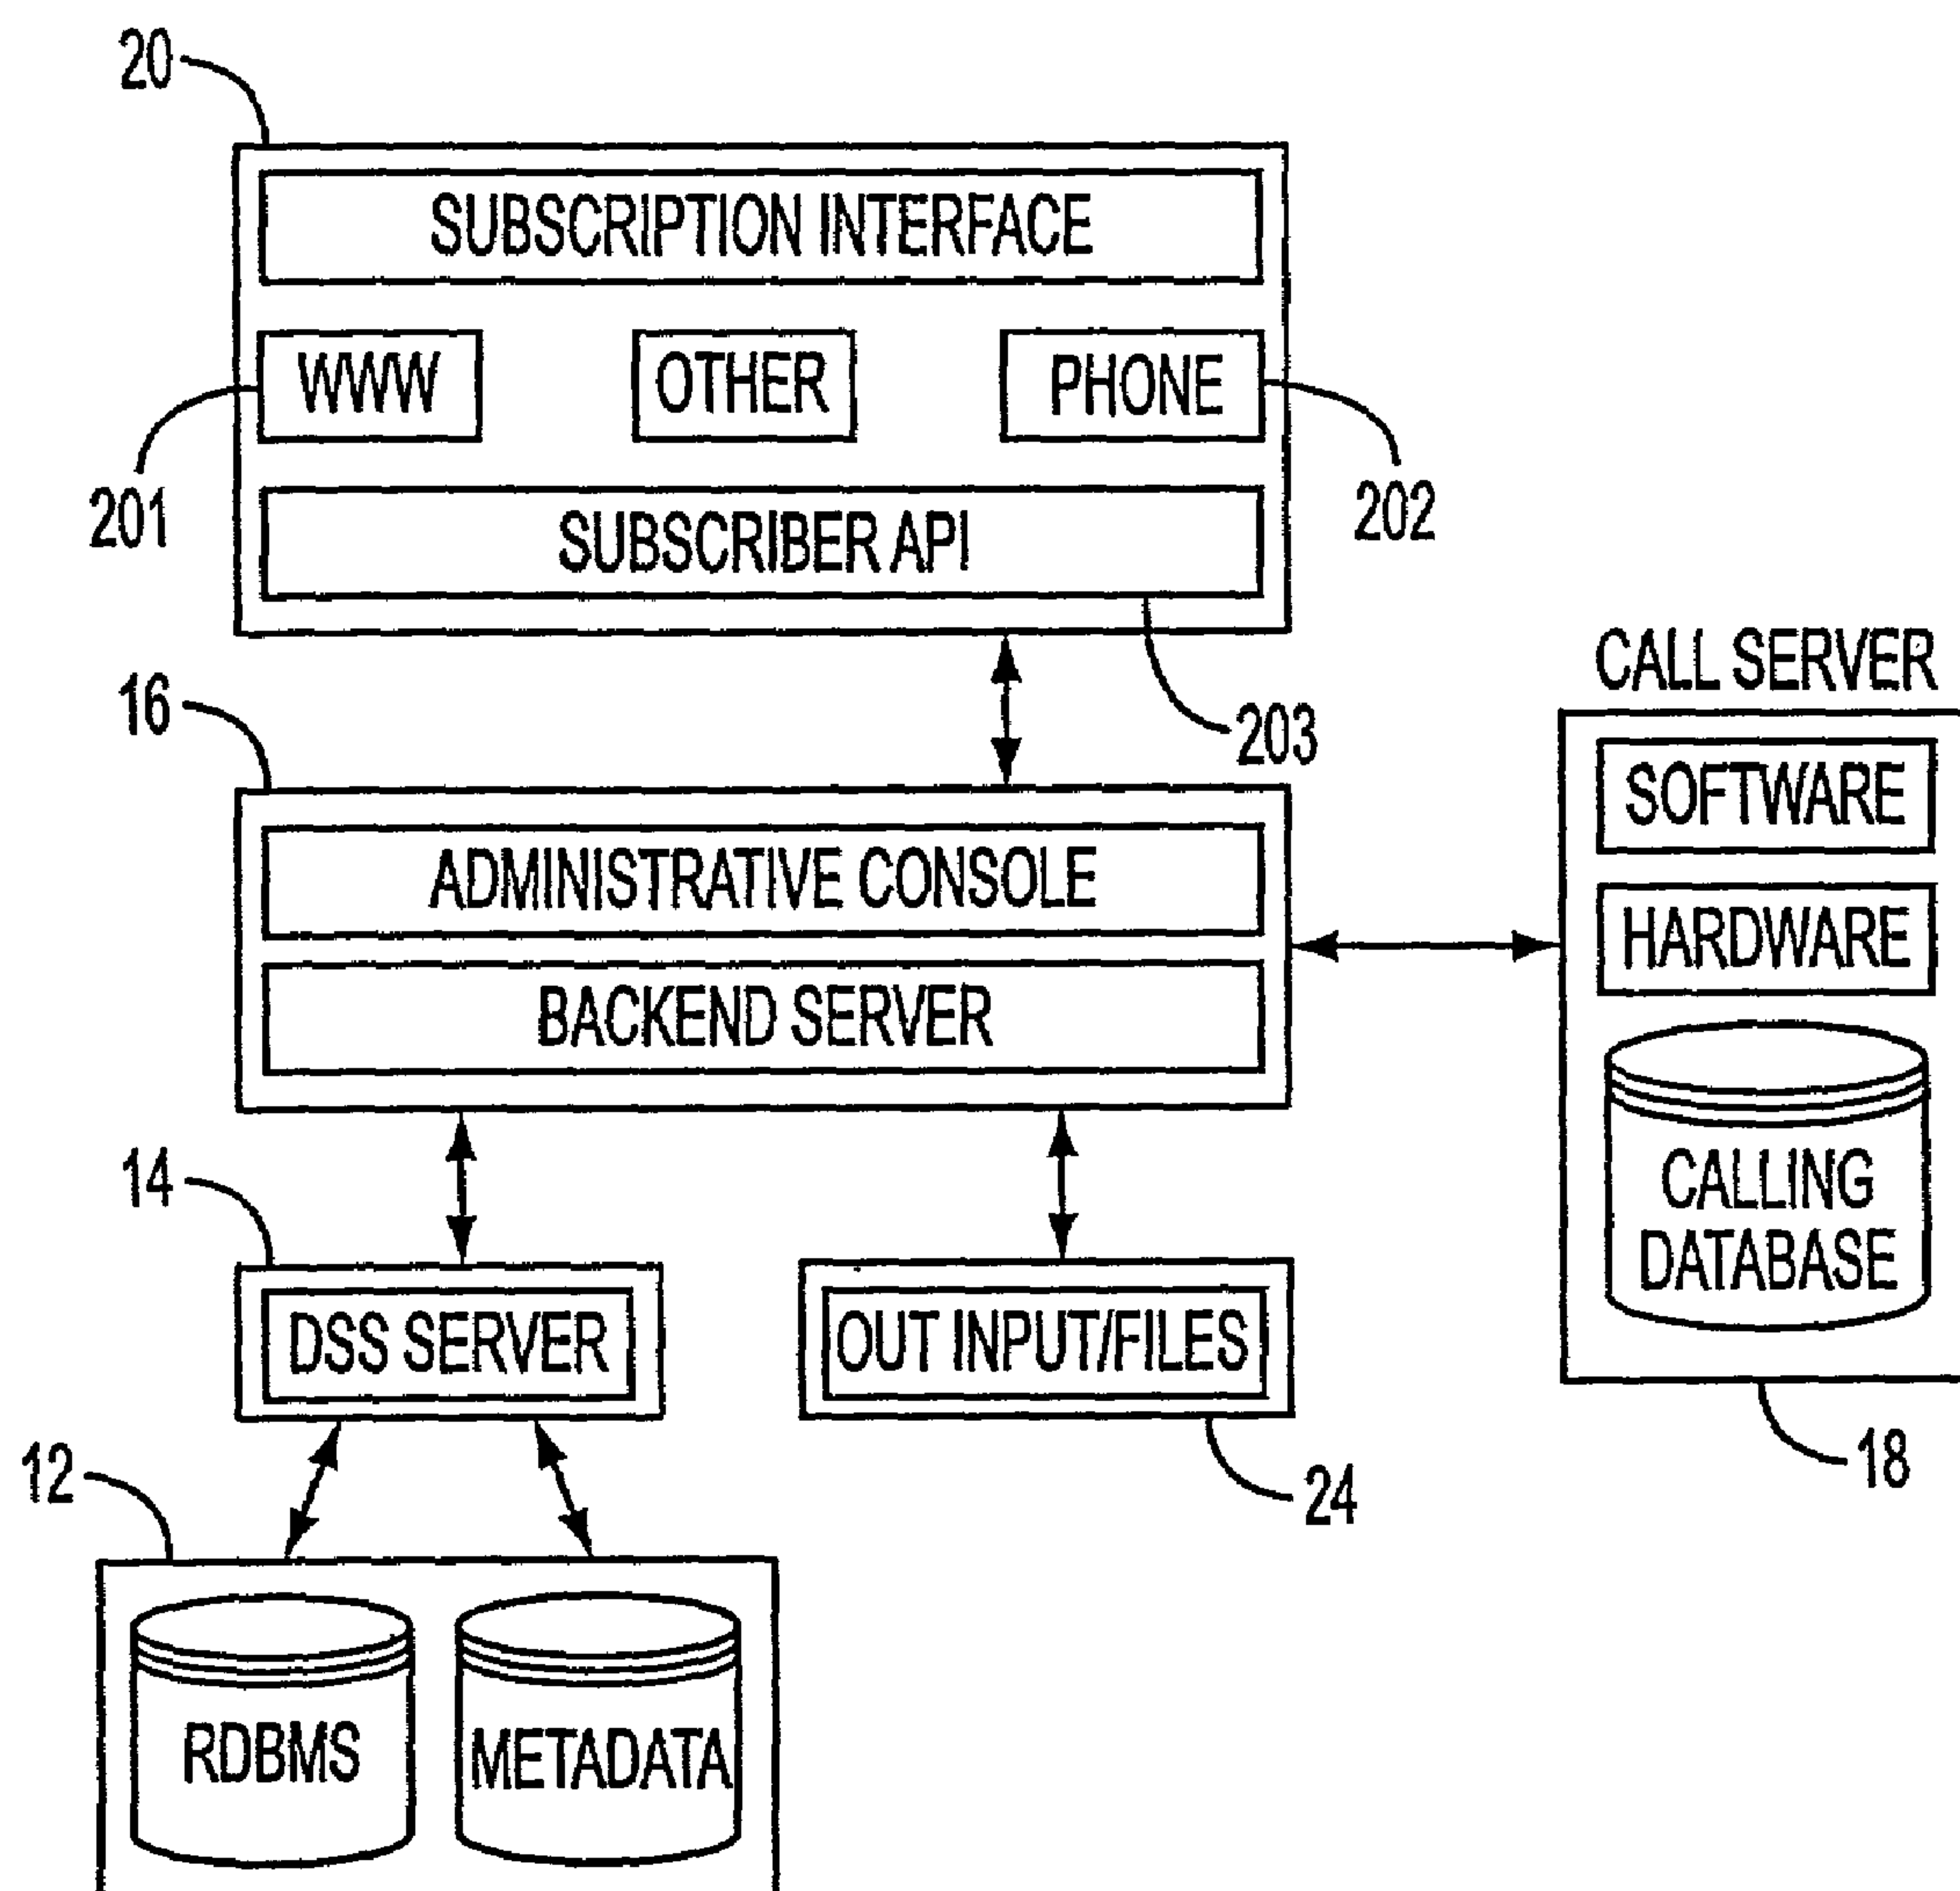 20
SUBSCRIPTION INTERFACE
WWW
OTHER
PHONE
201
202
SUBSCRIBER API
203
16
ADMINISTRATIVE CONSOLE
BACKEND SERVER
CALL SERVER
SOFTWARE
HARDWARE
CALLING
DATABASE
18
14
DSS SERVER
OUT INPUT/FILES
24
12
RDBMS
METADATA